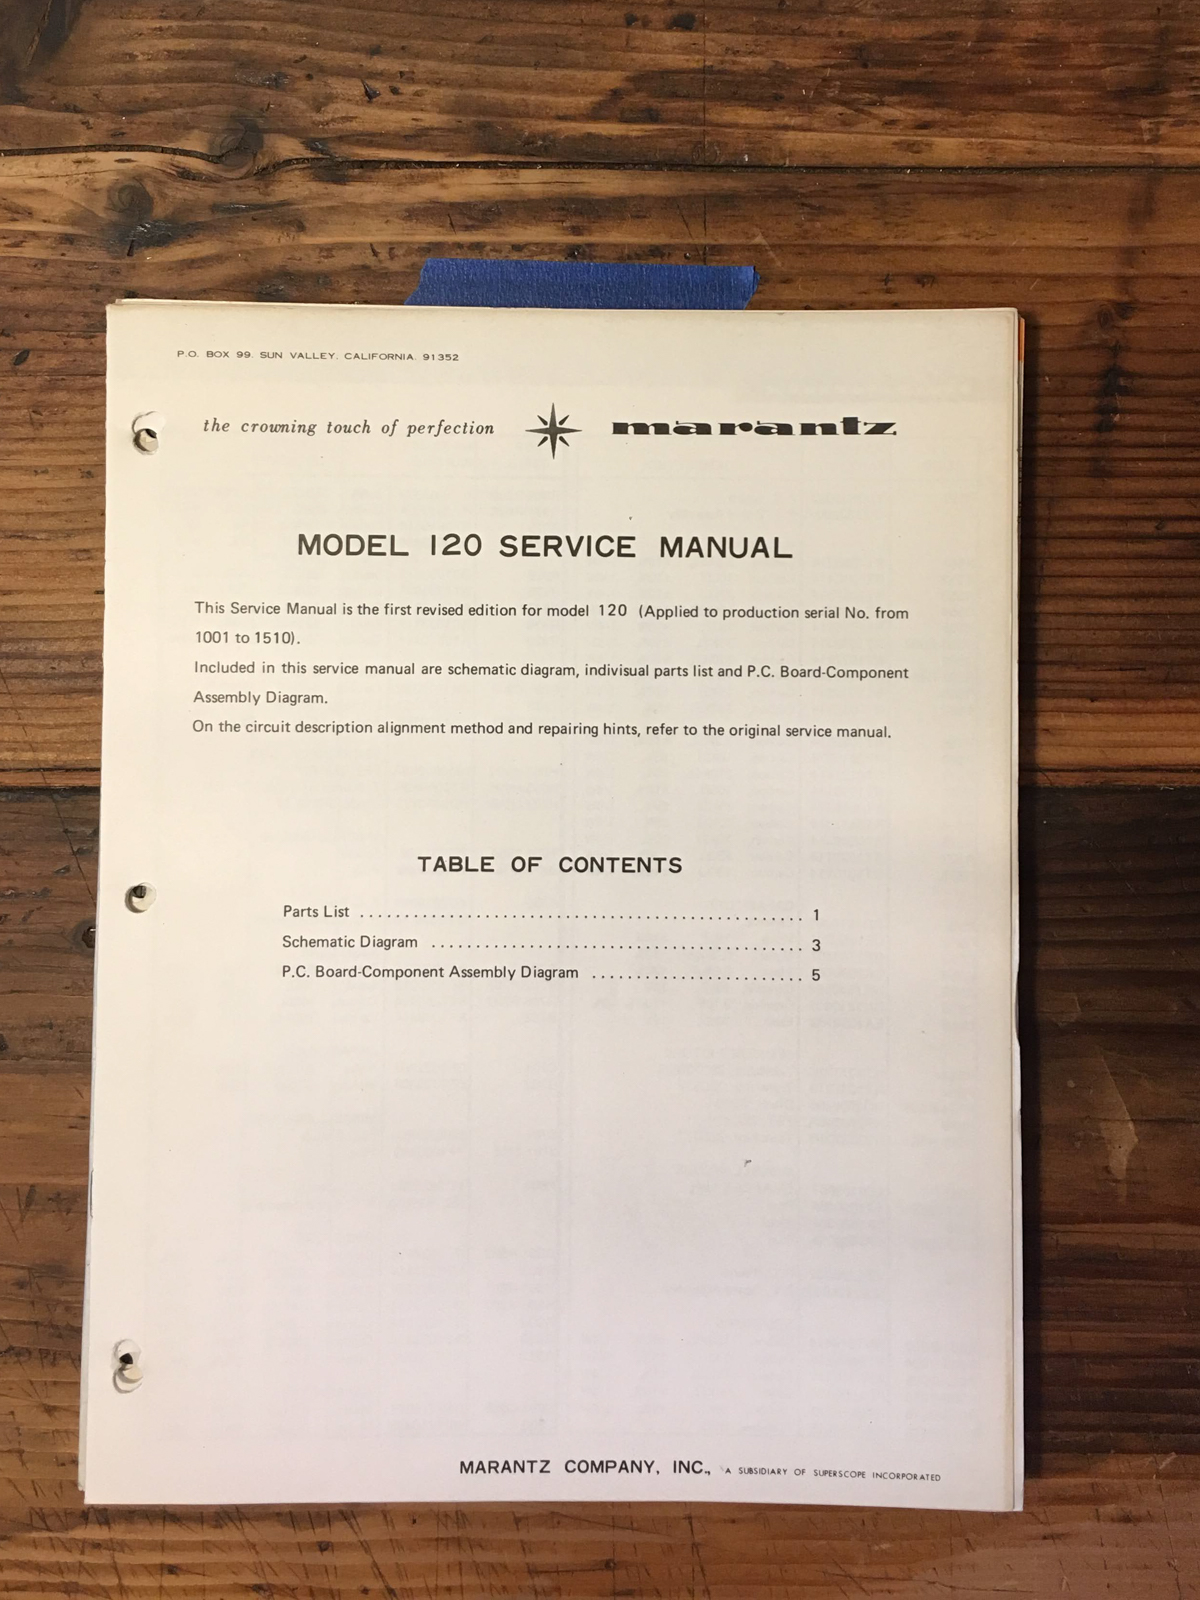 P.O. BOX 99. SUN VALLEY, CALIFORNIA. 91352
the crowning touch of perfection marantz
MODEL 120 SERVICE MANUAL
This Service Manual is the first revised edition for model 120 (Applied to production serial No. from
1001 to 1510).
Included in this service manual are schematic diagram, indivisual parts list and P.C. Board-Component
Assembly Diagram.
On the circuit description alignment method and repairing hints, refer to the original service manual.
TABLE OF CONTENTS
Parts List .................................................. 1
Schematic Diagram .......................................... 3
P.C. Board-Component Assembly Diagram ........................ 5
MARANTZ COMPANY, INC., A SUBSIDIARY OF SUPERSCOPE INCORPORATED